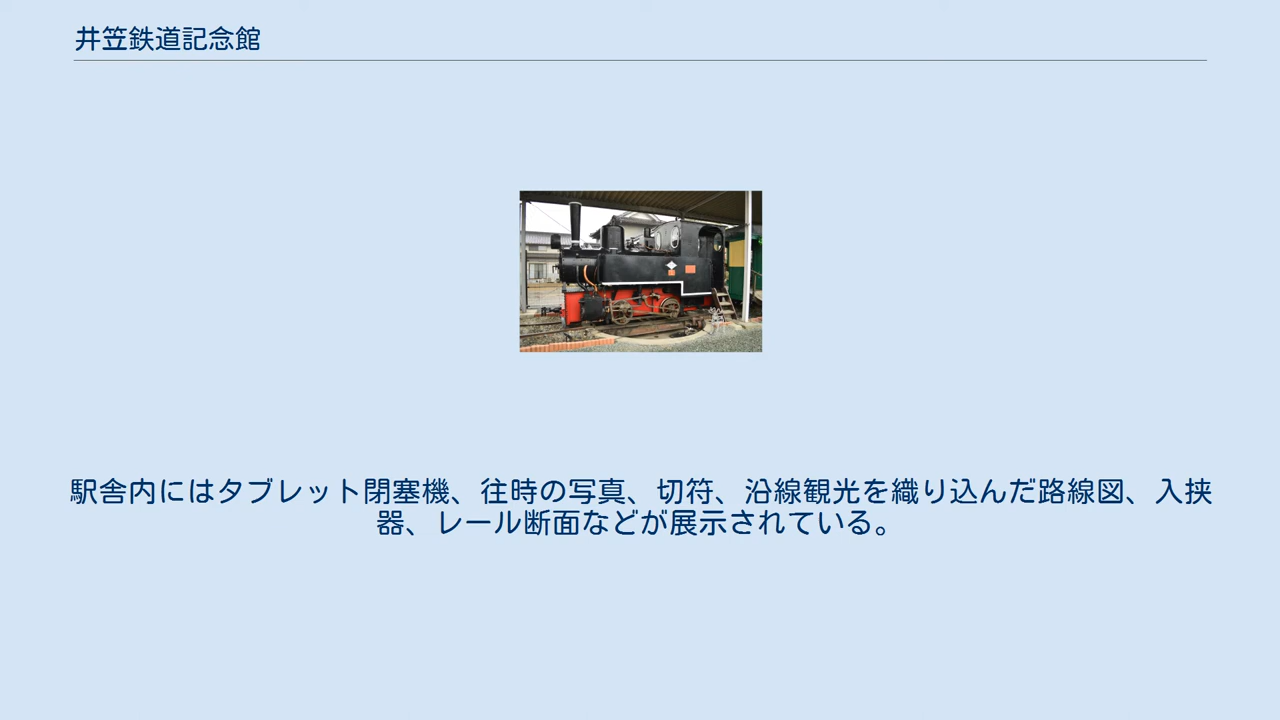 井笠鉄道記念館
駅舎内にはタブレット閉塞機、往時の写真、切符、沿線観光を織り込んだ路線図、入挟
器、レール断面などが展示されている。